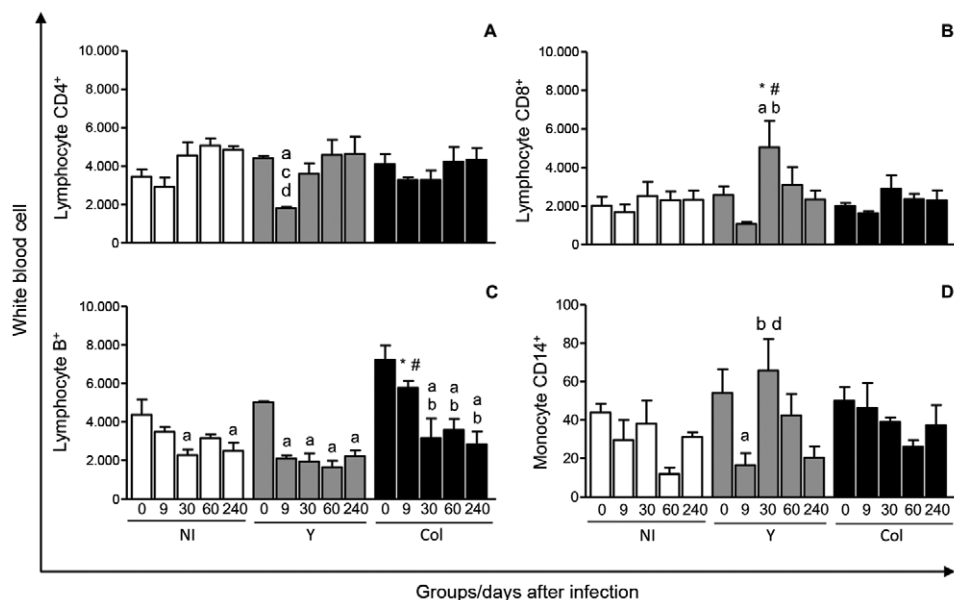 A
10.000
8.000
6.000
4.000
2.000
0
Lymphocyte CD4+
a
c
d
B
10.000
8.000
6.000
4.000
2.000
0
Lymphocyte CD8+
* #
a b
C
10.000
8.000
6.000
4.000
2.000
0
Lymphocyte B+
a a
a a a a
* #
a a a
b b b
0 9 30 60 240 0 9 30 60 240 0 9 30 60 240
NI Y Col
D
100
80
60
40
20
0
Monocyte CD14+
a
b d
0 9 30 60 240 0 9 30 60 240 0 9 30 60 240
NI Y Col
White blood cell
Groups/days after infection